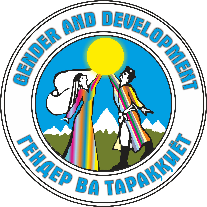 GENDER AND DEVELOPMENT
ГЕНДЕР ВА ТАРАККИЁТ